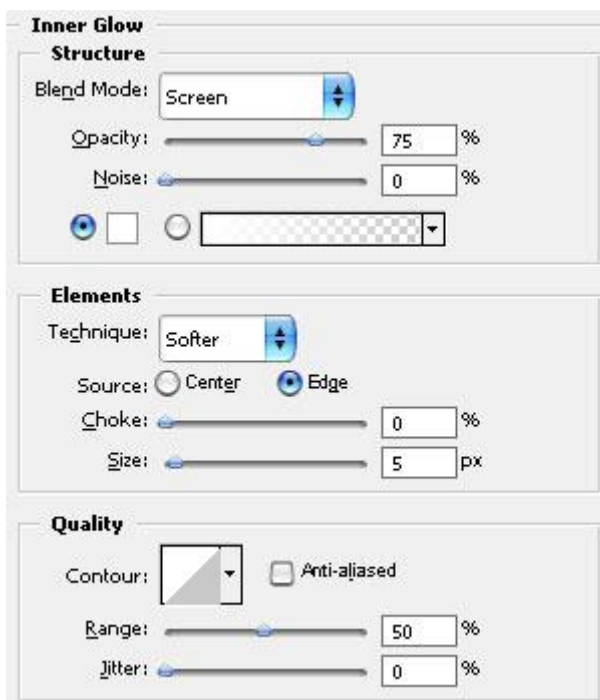 Inner Glow
Structure
Blend Mode: Screen
Opacity: 75 %
Noise: 0 %
Elements
Technique: Softer
Source: Center Edge
Choke: 0 %
Size: 5 px
Quality
Contour: Anti-aliased
Range: 50 %
Jitter: 0 %